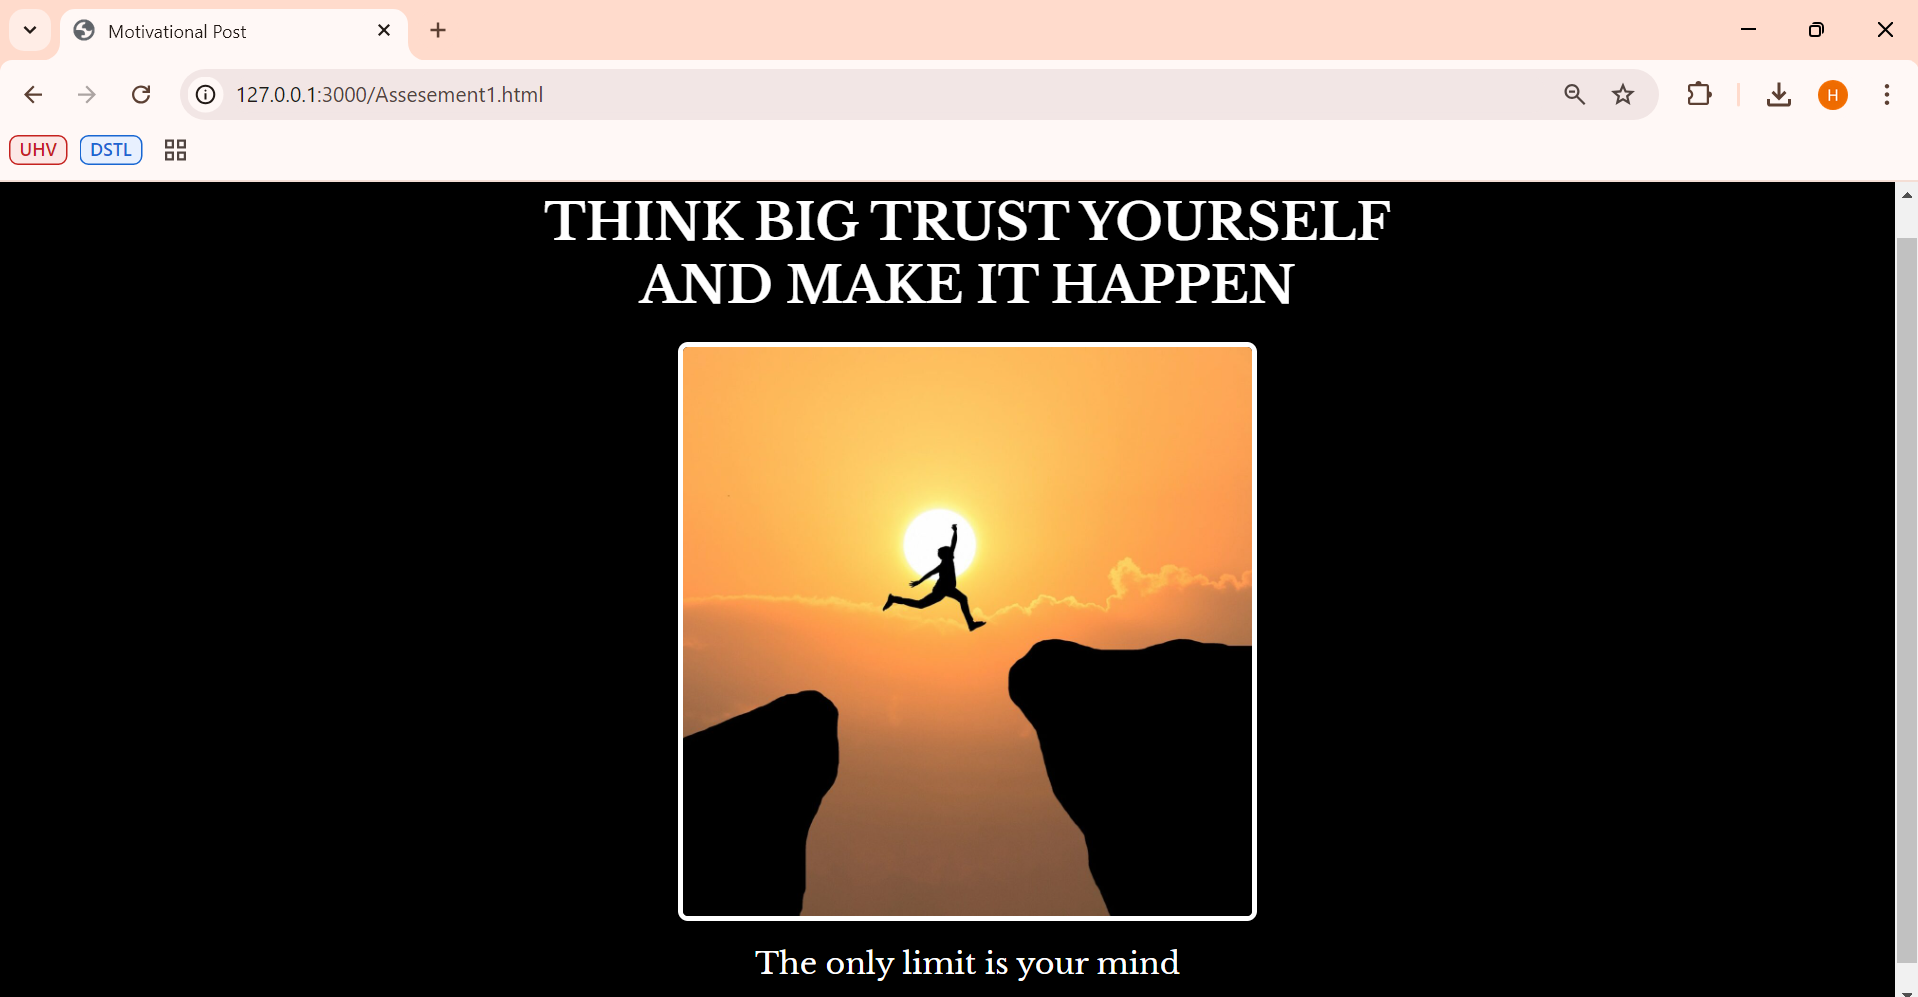 Motivational Post
127.0.0.1:3000/Assesement1.html
H
UHV
DSTL
THINK BIG TRUST YOURSELF
AND MAKE IT HAPPEN
The only limit is your mind